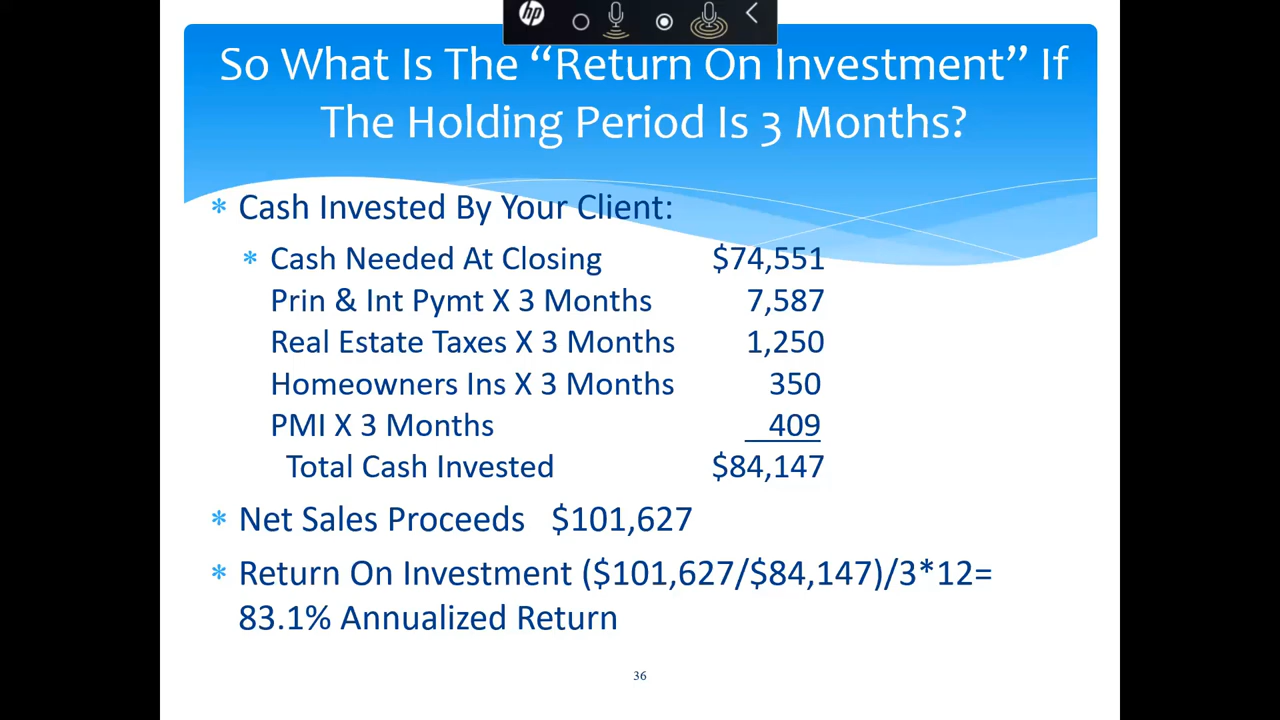 hp
So What Is The “Return On Investment” If
The Holding Period Is 3 Months?
* Cash Invested By Your Client:
* Cash Needed At Closing $74,551
Prin & Int Pymt X 3 Months 7,587
Real Estate Taxes X 3 Months 1,250
Homeowners Ins X 3 Months 350
PMI X 3 Months 409
Total Cash Invested $84,147
* Net Sales Proceeds $101,627
* Return On Investment ($101,627/$84,147)/3*12=
83.1% Annualized Return
36